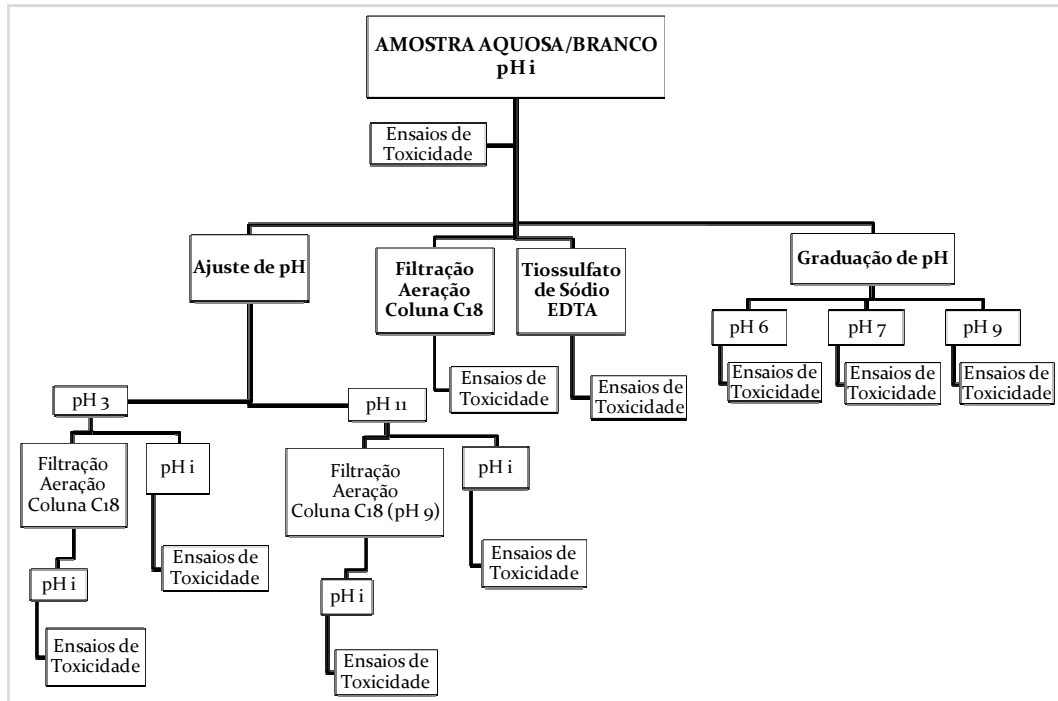 AMOSTRA AQUOSA/BRANCO
pH i
Ensaios de
Toxicidade
Ajuste de pH
Filtração
Aeração
Coluna C18
Tiossulfato
de Sódio
EDTA
Graduação de pH
pH 6
pH 7
pH 9
Ensaios de
Toxicidade
Ensaios de
Toxicidade
Ensaios de
Toxicidade
Ensaios de
Toxicidade
Ensaios de
Toxicidade
pH 3
pH 11
Filtração
Aeração
Coluna C18
pH i
Filtração
Aeração
Coluna C18 (pH 9)
pH i
Ensaios de
Toxicidade
Ensaios de
Toxicidade
pH i
pH i
Ensaios de
Toxicidade
Ensaios de
Toxicidade